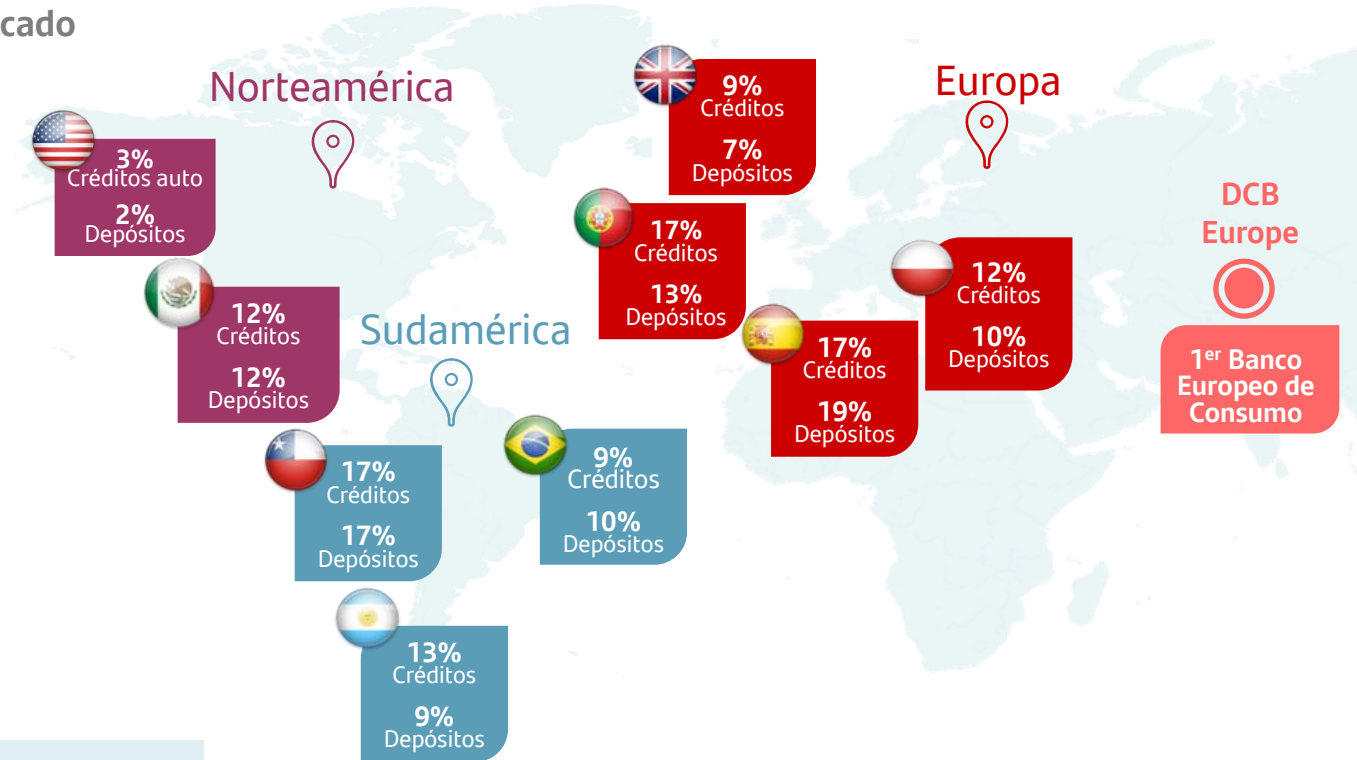 cado
Norteamérica
3%
Créditos auto
2%
Depósitos
12%
Créditos
12%
Depósitos
Sudamérica
17%
Créditos
17%
Depósitos
9%
Créditos
10%
Depósitos
13%
Créditos
9%
Depósitos
Europa
9%
Créditos
7%
Depósitos
17%
Créditos
13%
Depósitos
17%
Créditos
19%
Depósitos
12%
Créditos
10%
Depósitos
DCB
Europe
1er Banco
Europeo de
Consumo